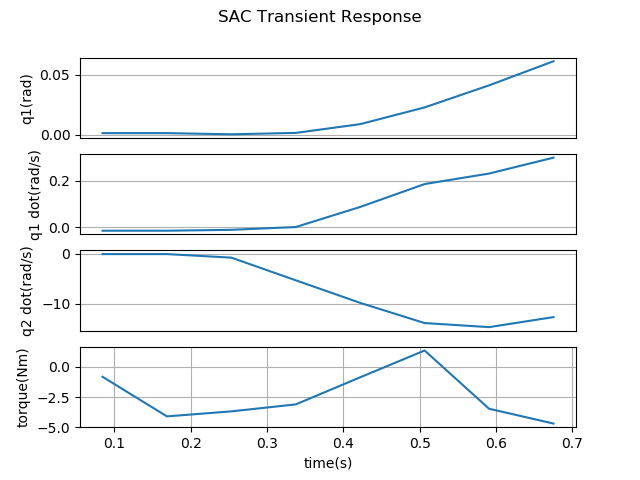 SAC Transient Response
0.05
0.00
q1(rad)
0.2
0.0
q1 dot(rad/s)
0
−10
q2 dot(rad/s)
0.0
−2.5
−5.0
torque(Nm)
0.1 0.2 0.3 0.4 0.5 0.6 0.7
time(s)